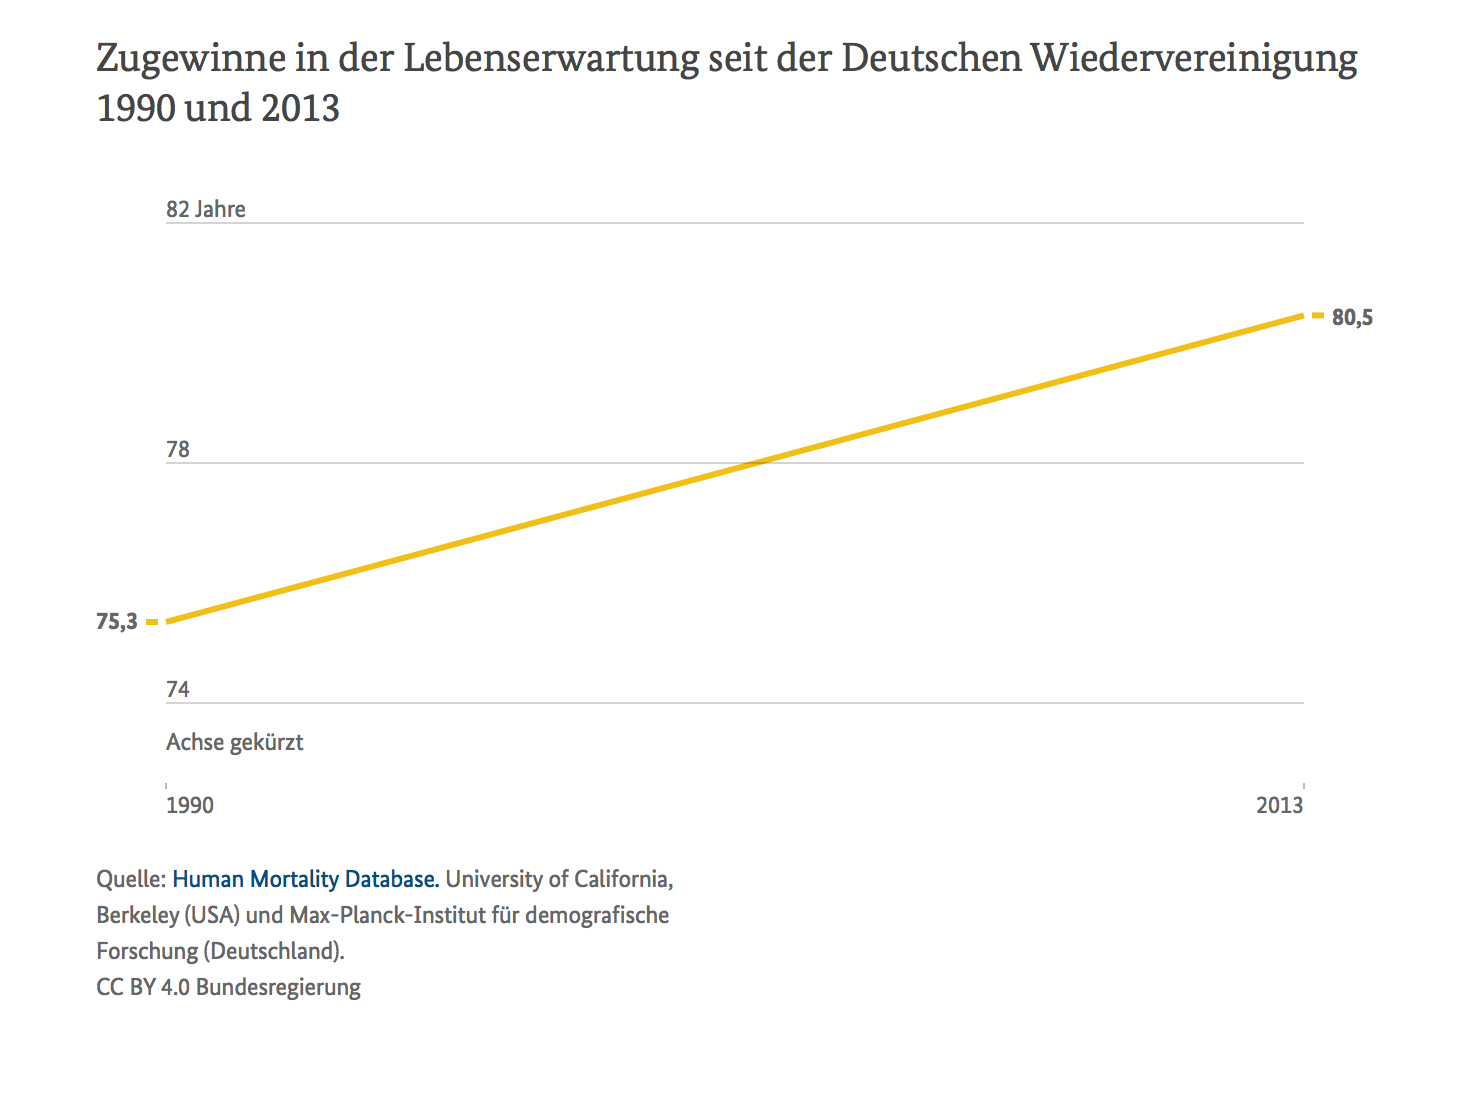 Zugewinne in der Lebenserwartung seit der Deutschen Wiedervereinigung
1990 und 2013
82 Jahre
80,5
78
75,3
74
Achse gekürzt
1990
2013
Quelle: Human Mortality Database. University of California,
Berkeley (USA) und Max-Planck-Institut für demografische
Forschung (Deutschland).
CC BY 4.0 Bundesregierung